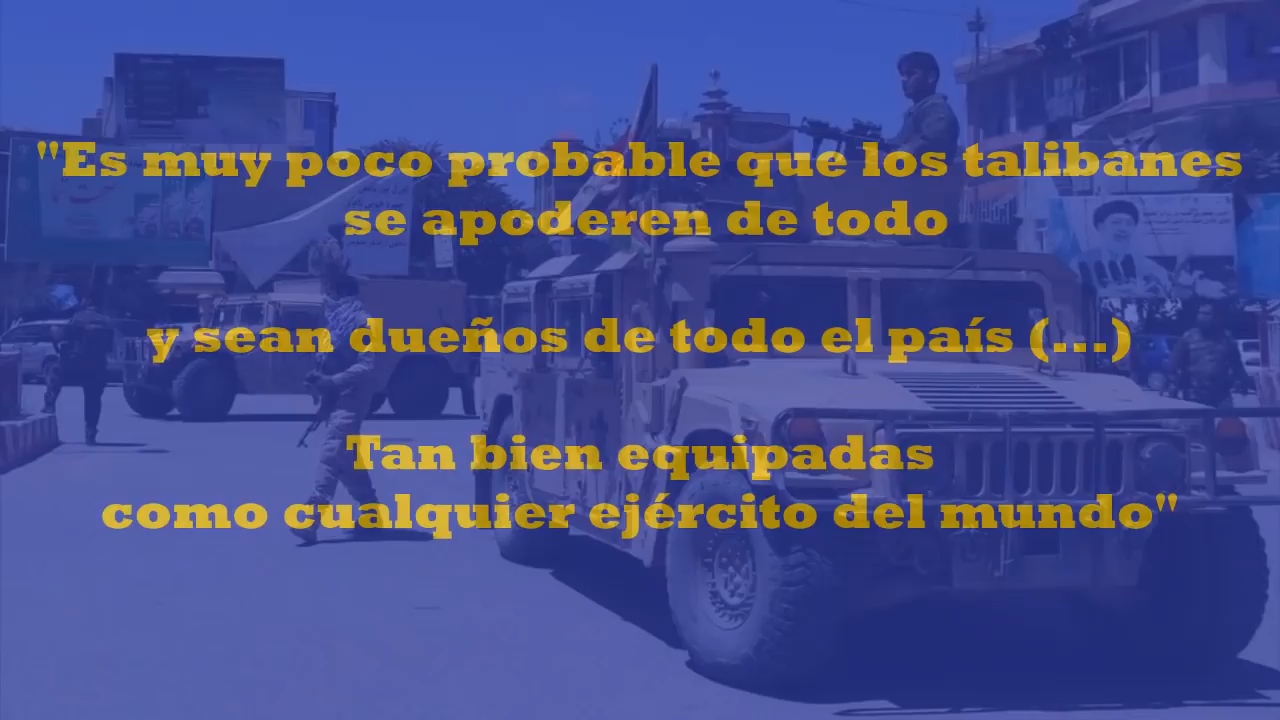 "Es muy poco probable que los talibanes
se apoderen de todo
y sean dueños de todo el país (...)
Tan bien equipadas
como cualquier ejército del mundo"